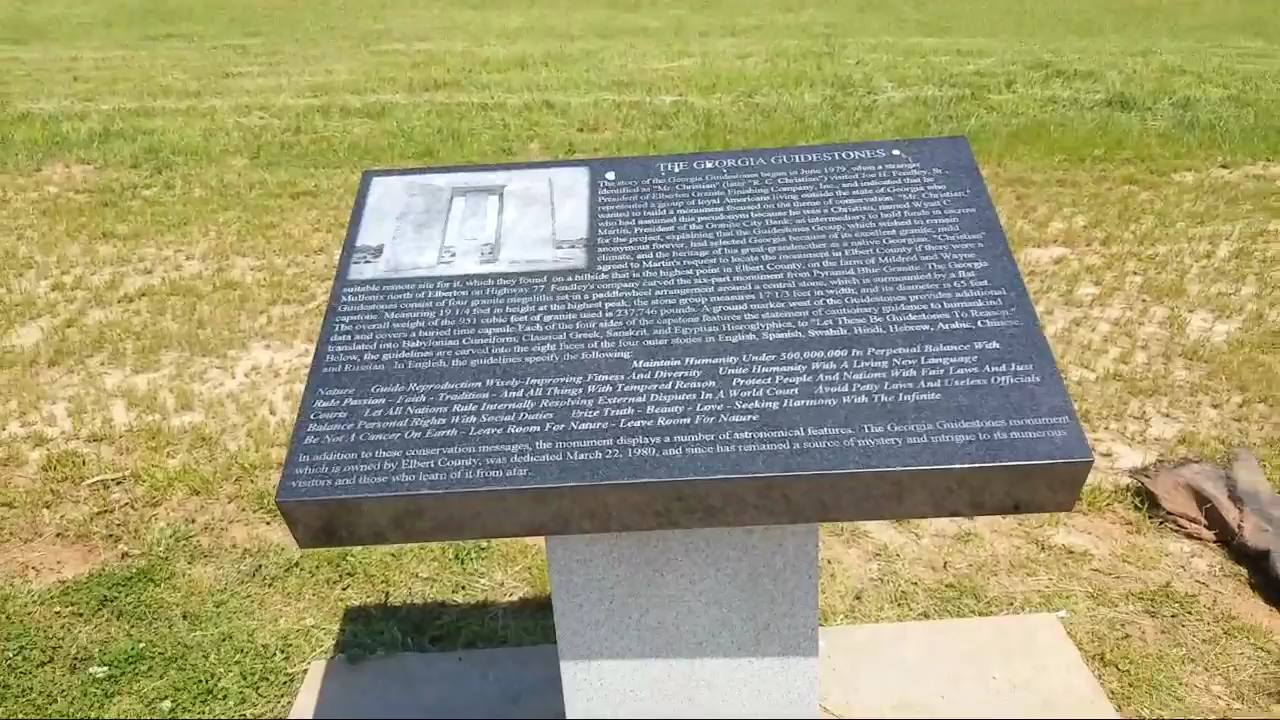 THE GEORGIA GUIDESTONES
The story of the Georgia Guidestones began in June 1979, when a stranger
identified as "Mr. Christian" (later "R. C. Christian") visited Joe H. Fendley, Sr.,
President of Elberton Granite Finishing Company, Inc., and indicated that he
represented a group of loyal Americans living outside the state of Georgia who
wanted to build a monument focused on the theme of conservation. "Mr. Christian,"
who had assumed this pseudonym because he was a Christian, named Wyatt C.
Martin, President of the Granite City Bank, as intermediary to hold funds in escrow
for the project, explaining that the Guidestones Group, which wished to remain
anonymous forever, had selected Georgia because of its excellent granite, mild
climate, and the heritage of his great-grandmother as a native Georgian. "Christian"
agreed to Martin's request to locate the monument in Elbert County if there were a
suitable remote site for it, which they found on a hillside that is the highest point in Elbert County, on the farm of Mildred and Wayne
Mullenix north of Elberton on Highway 77. Fendley's company carved the six-part monument from Pyramid Blue Granite. The Georgia
Guidestones consist of four granite megaliths set in a paddlewheel arrangement around a central stone, which is surmounted by a flat
capstone. Measuring 19 1/4 feet in height at the highest peak, the stone group measures 17 1/3 feet in width, and its diameter is 65 feet.
The overall weight of the 951 cubic feet of granite used is 237,746 pounds. A ground marker west of the Guidestones provides additional
data and covers a buried time capsule. Each of the four sides of the capstone features the statement of cautionary guidance to humankind
translated into Babylonian Cuneiform, Classical Greek, Sanskrit, and Egyptian Hieroglyphics, to "Let These Be Guidestones To Reason."
Below, the guidelines are carved into the eight faces of the four outer stones in English, Spanish, Swahili, Hindi, Hebrew, Arabic, Chinese,
and Russian. In English, the guidelines specify the following:
Maintain Humanity Under 500,000,000 In Perpetual Balance With
Nature Guide Reproduction Wisely-Improving Fitness And Diversity Unite Humanity With A Living New Language
Rule Passion - Faith - Tradition - And All Things With Tempered Reason Protect People And Nations With Fair Laws And Just
Courts Let All Nations Rule Internally Resolving External Disputes In A World Court Avoid Petty Laws And Useless Officials
Balance Personal Rights With Social Duties Prize Truth - Beauty - Love - Seeking Harmony With The Infinite
Be Not A Cancer On Earth - Leave Room For Nature - Leave Room For Nature
In addition to these conservation messages, the monument displays a number of astronomical features. The Georgia Guidestones monument
which is owned by Elbert County, was dedicated March 22, 1980, and since has remained a source of mystery and intrigue to its numerous
visitors and those who learn of it from afar.